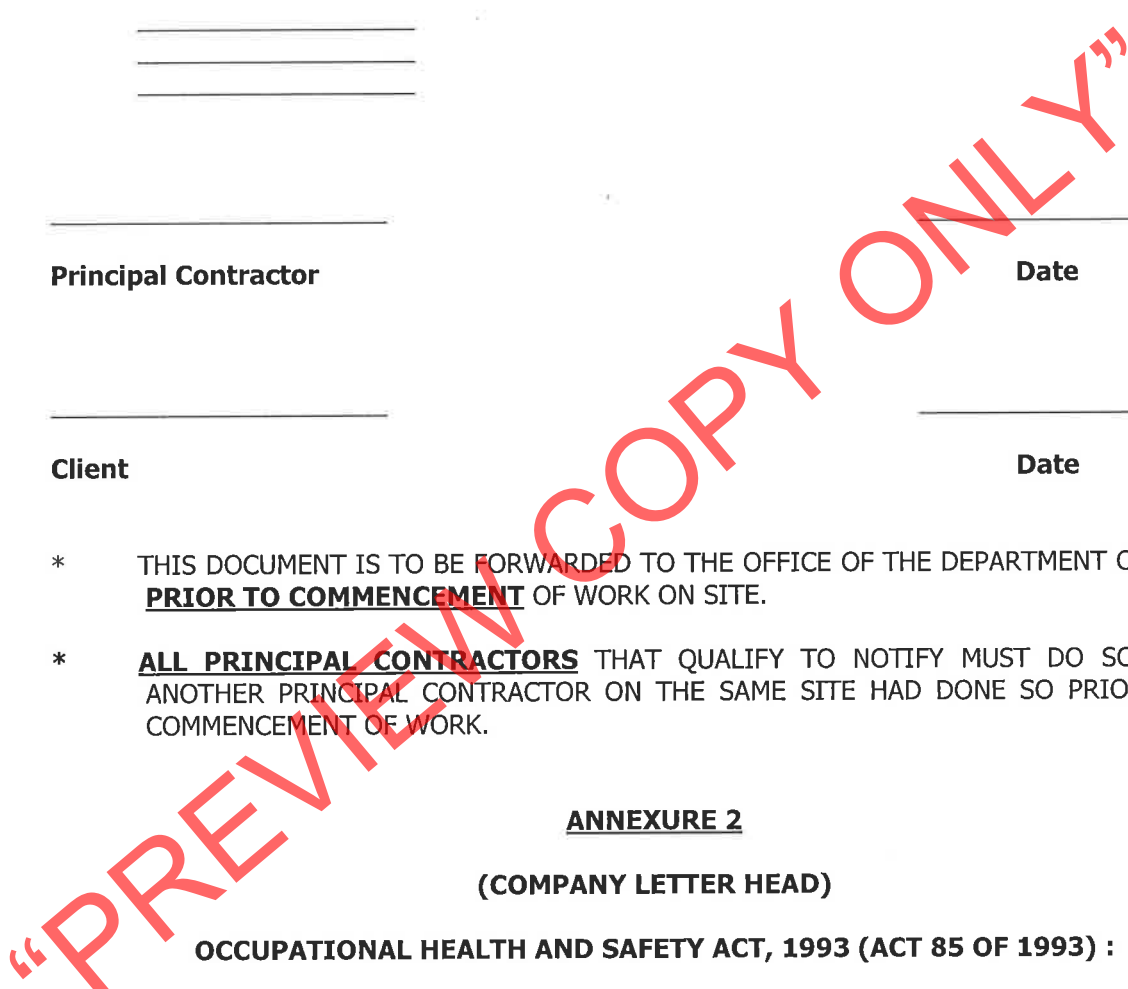 Principal Contractor Date
Client Date
* THIS DOCUMENT IS TO BE FORWARDED TO THE OFFICE OF THE DEPARTMENT
PRIOR TO COMMENCEMENT OF WORK ON SITE.
* ALL PRINCIPAL CONTRACTORS THAT QUALIFY TO NOTIFY MUST DO SO
ANOTHER PRINCIPAL CONTRACTOR ON THE SAME SITE HAD DONE SO
COMMENCEMENT OF WORK.
ANNEXURE 2
(COMPANY LETTER HEAD)
OCCUPATIONAL HEALTH AND SAFETY ACT, 1993 (ACT 85 OF 1993) :
"PREVIEW COPY ONLY"